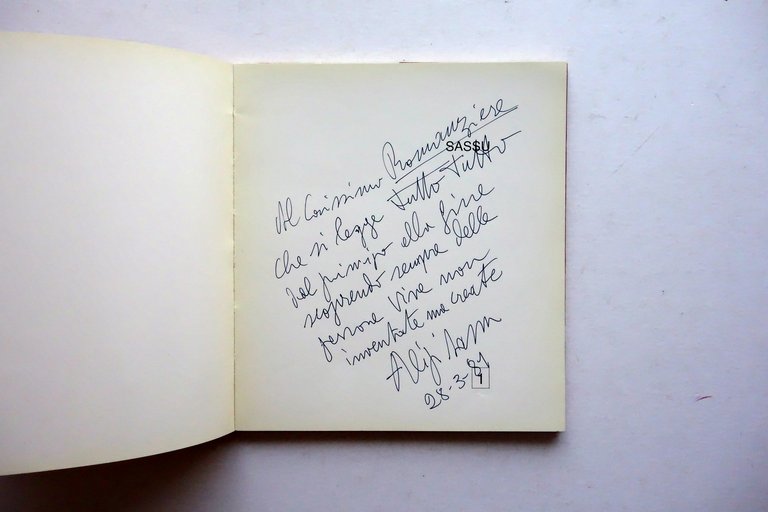 SASSU
Al Carissimo Romanziere
che si legge tutto tutto
dal principio alla fine
scoprendo sempre delle
persone vive non
inventate ma create
Aligi Sassu
28-3-81
1